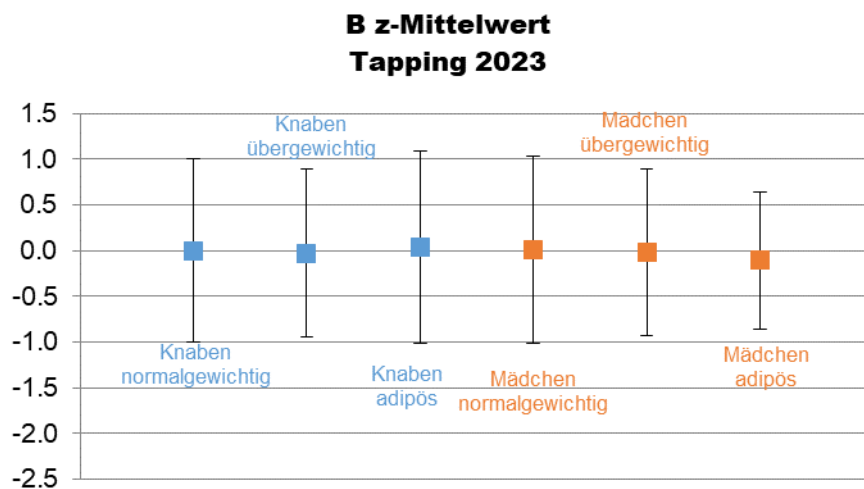 B z-Mittelwert
Tapping 2023
1.5
1.0
0.5
0.0
-0.5
-1.0
-1.5
-2.0
-2.5
Knaben
übergewichtig
Mädchen
übergewichtig
Knaben
normalgewichtig
Knaben
adipös
Mädchen
normalgewichtig
Mädchen
adipös